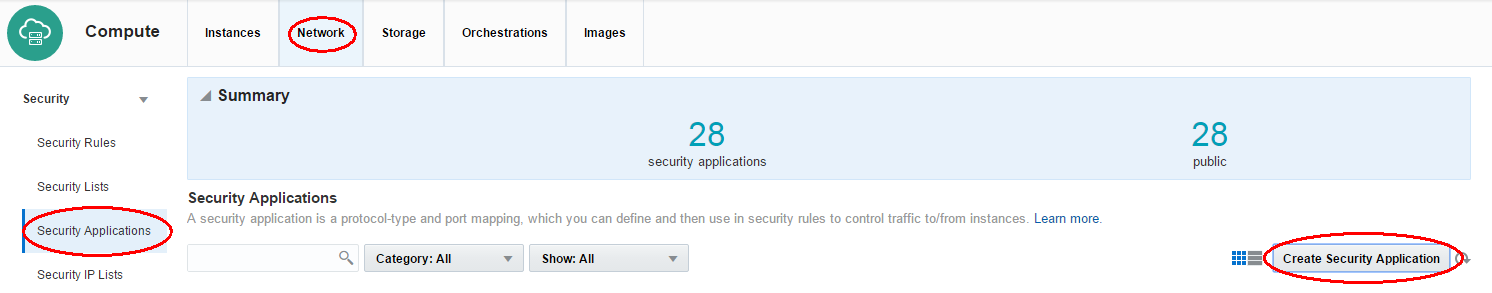 Compute Instances Network Storage Orchestrations Images
Security
Security Rules
Security Lists
Security Applications
Security IP Lists
Summary
28 28
security applications public
Security Applications
A security application is a protocol-type and port mapping, which you can define and then use in security rules to control traffic to/from instances. Learn more.
Category: All Show: All Create Security Application